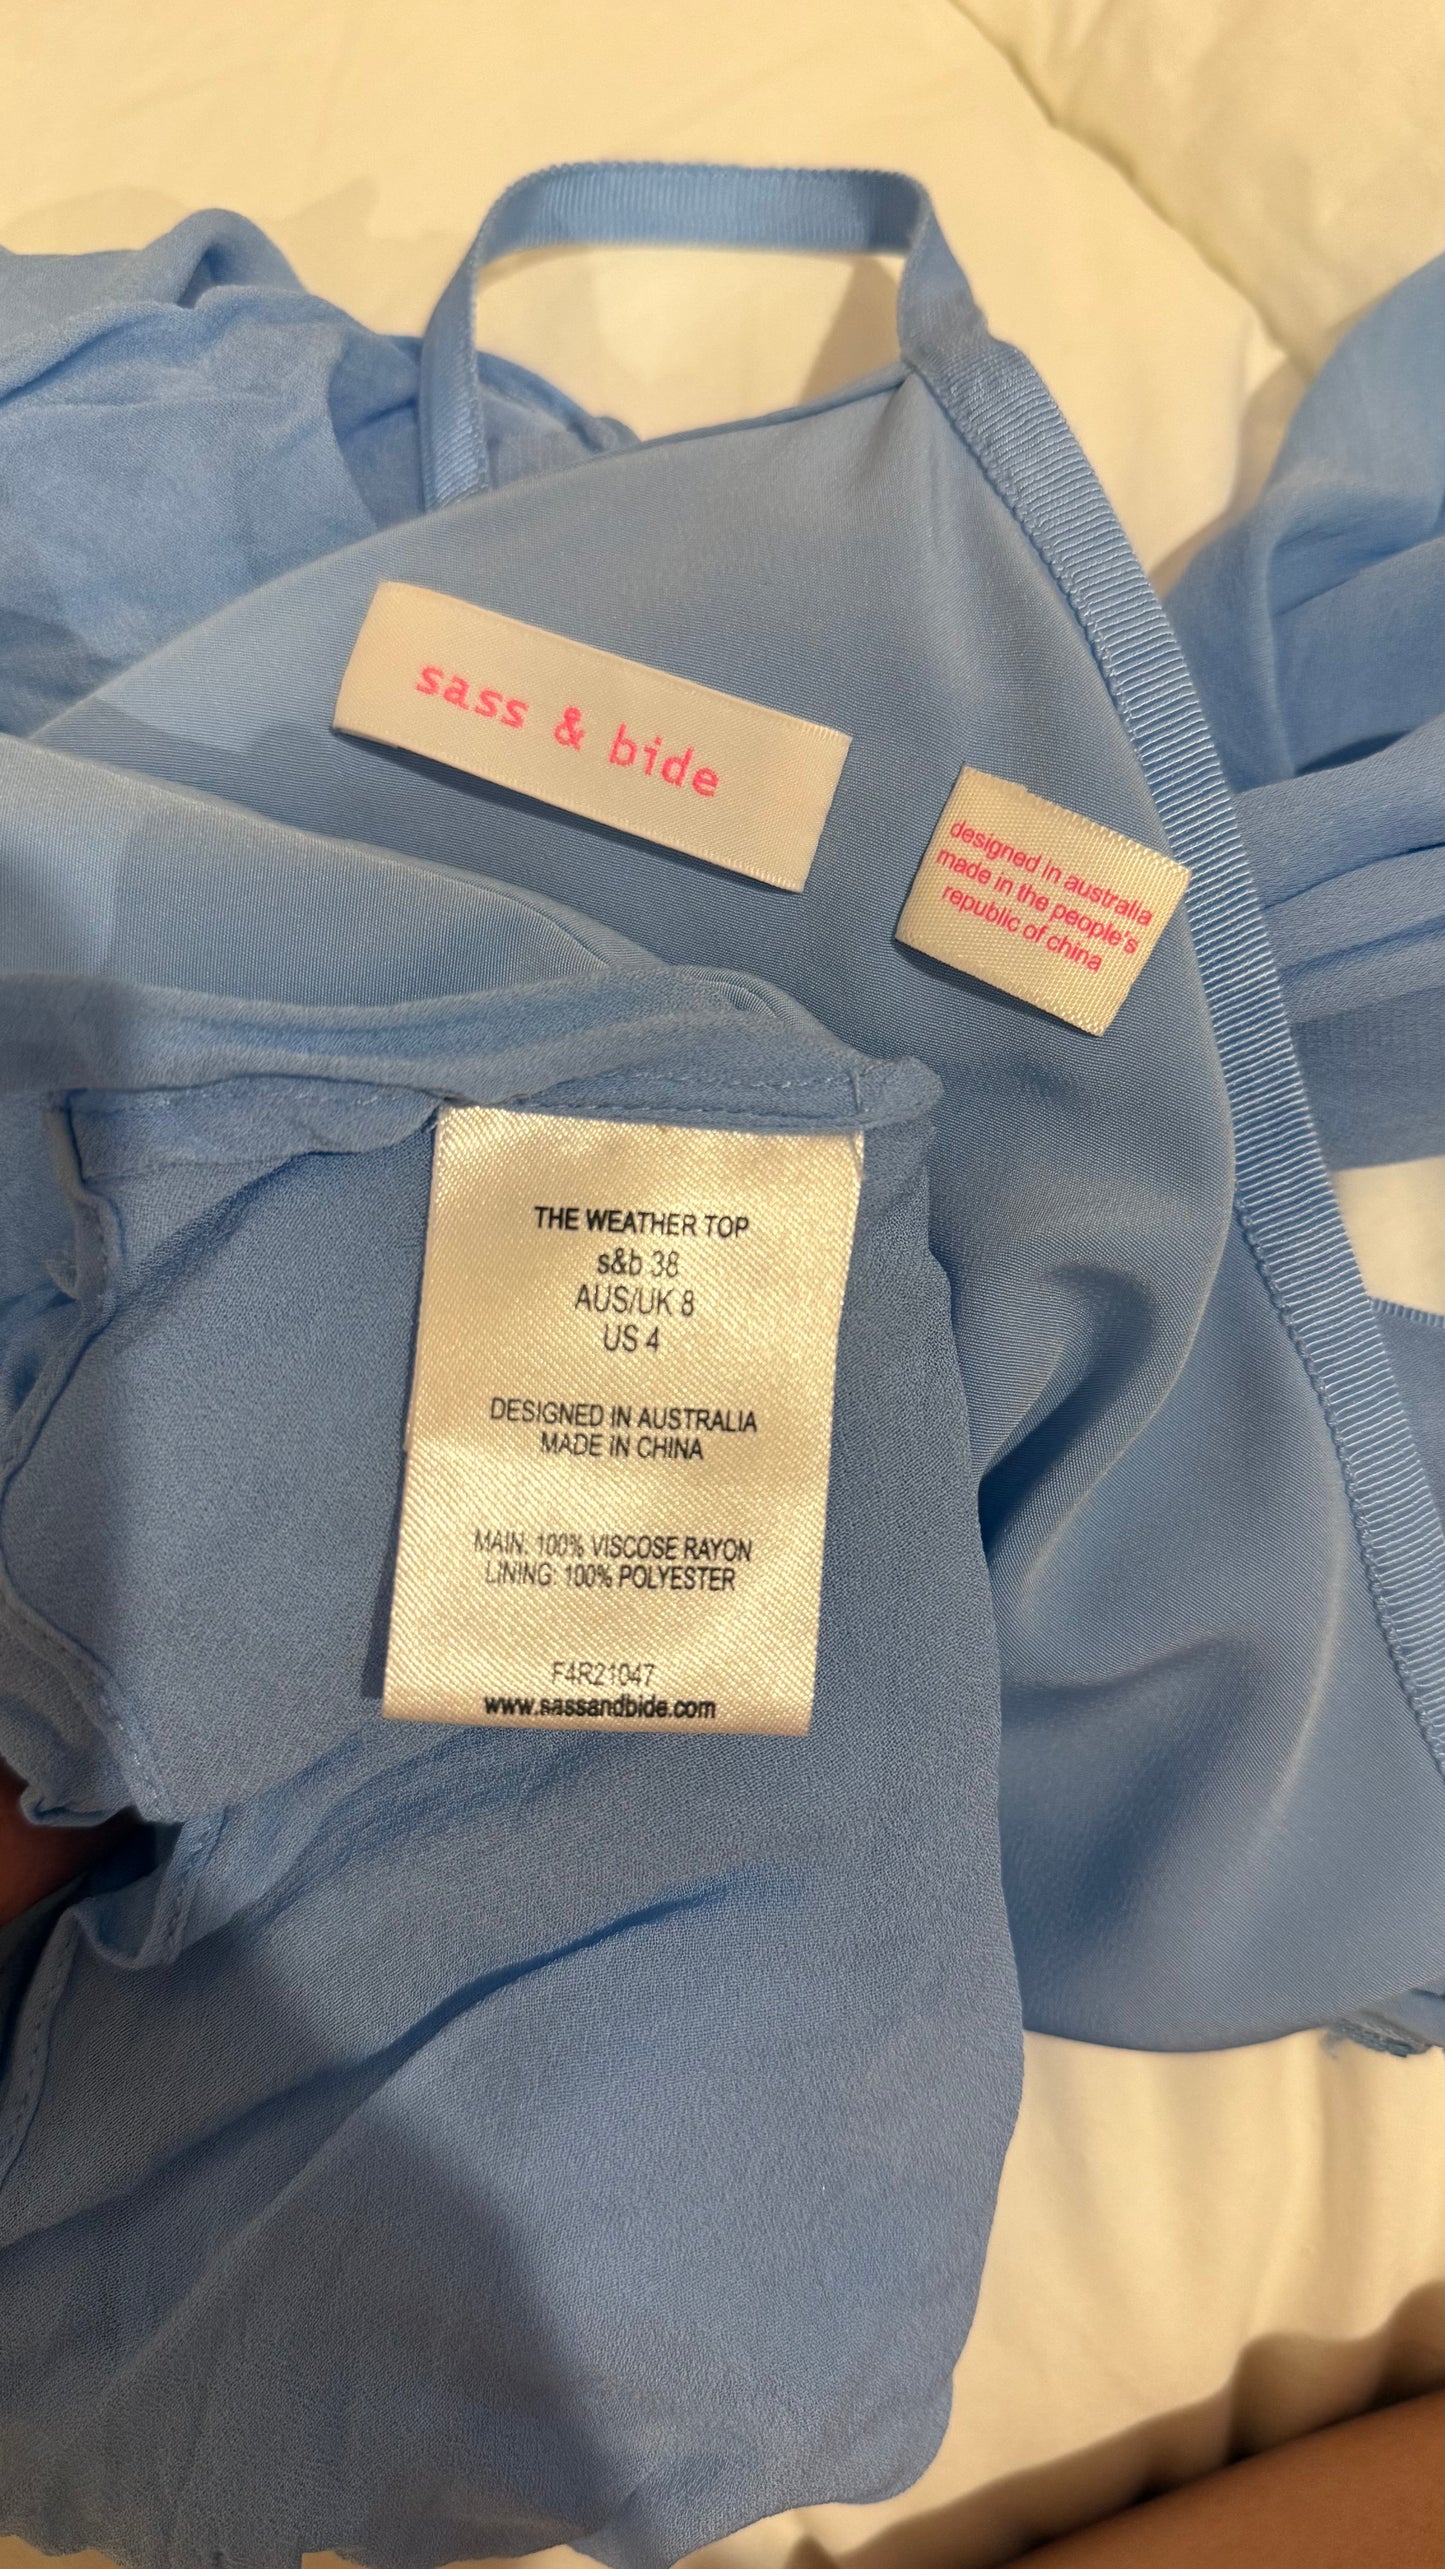 sass & bide
designed in australia
made in the people's
republic of china
THE WEATHER TOP
s&b 38
AUS/UK 8
US 4
DESIGNED IN AUSTRALIA
MADE IN CHINA
MAIN: 100% VISCOSE RAYON
LINING: 100% POLYESTER
F4R21047
www.sassandbide.com